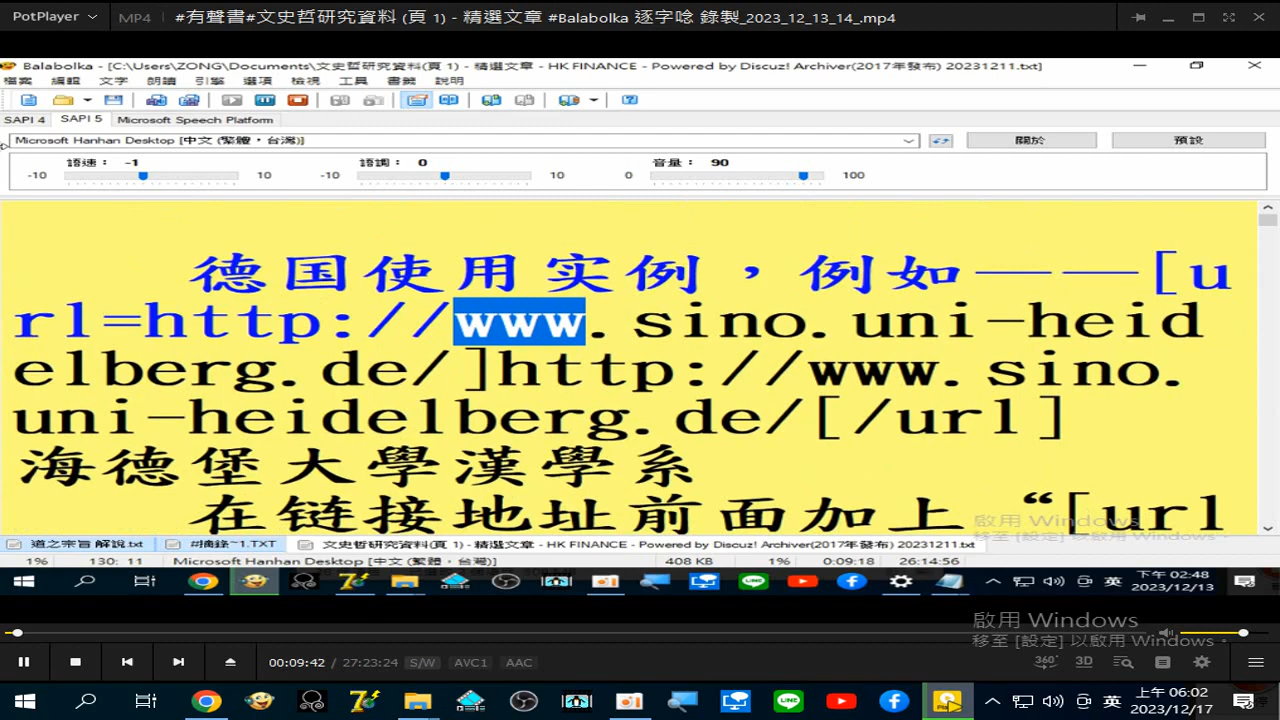 PotPlayer MP4 #有聲書#文史哲研究資料 (頁 1) - 精選文章 #Balabolka 逐字唸 錄製_2023_12_13_14_.mp4
Balabolka - [C:\Users\ZONG\Documents\文史哲研究資料(頁 1) - 精選文章 - HK FINANCE - Powered by Discuz! Archiver(2017年發布) 20231211.txt]
檔案 編輯 文字 朗讀 引擎 選項 檢視 工具 書籤 說明
SAPI 4 SAPI 5 Microsoft Speech Platform
Microsoft Hanhan Desktop [中文 (繁體，台灣)]
關於 預設
語速： -1 語調： 0 音量： 90
-10 10 -10 10 0 100
德国使用实例，例如————[u
rl=http://www.sino.uni-heid
elberg.de/]http://www.sino.
uni-heidelberg.de/[/url]
海德堡大學漢學系
在链接地址前面加上“[url
啟用 Windows
移至 [設定] 以啟用 Windows。
道之宗旨 解說.txt #摘錄~1.TXT 文史哲研究資料(頁 1) - 精選文章 - HK FINANCE - Powered by Discuz! Archiver(2017年發布) 20231211.txt
1% 130: 11 Microsoft Hanhan Desktop [中文 (繁體，台灣)] 408 KB 1% 0:09:18 26:14:56
英 下午 02:48
2023/12/13
啟用 Windows
移至 [設定] 以啟用 Windows。
00:09:42 / 27:23:24 S/W AVC1 AAC 360° 3D
英 上午 06:02
2023/12/17